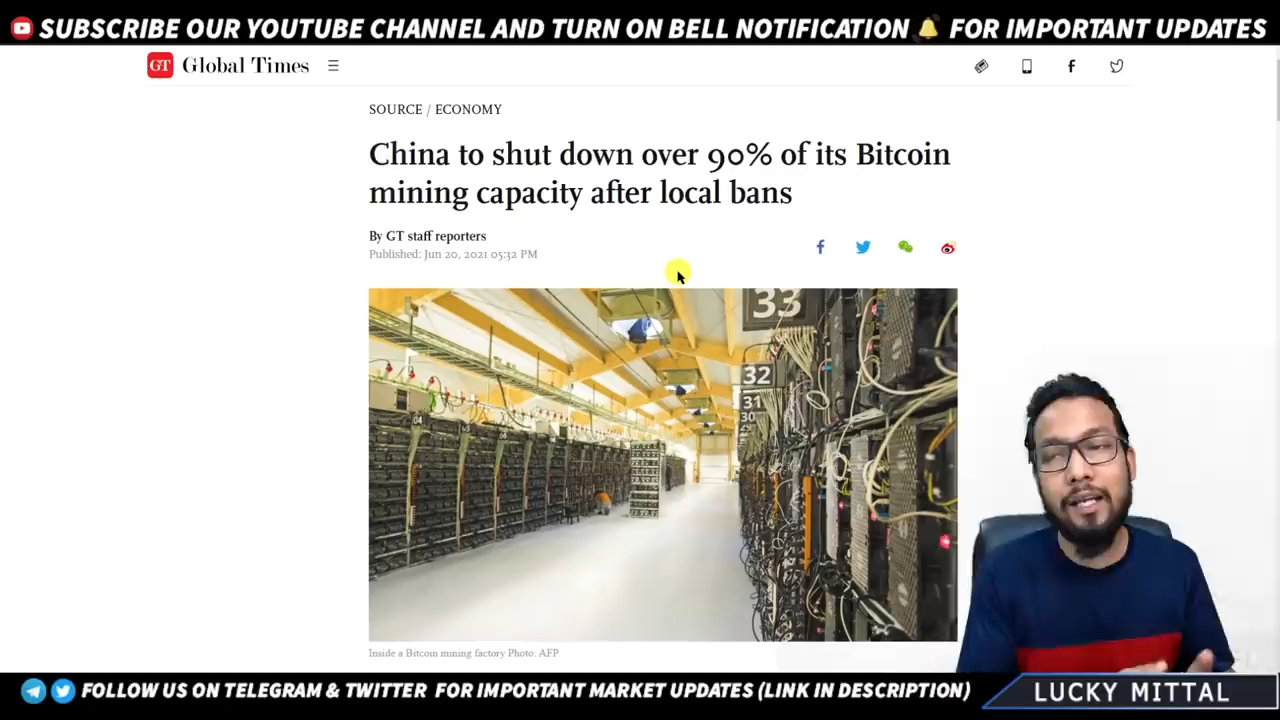 SUBSCRIBE OUR YOUTUBE CHANNEL AND TURN ON BELL NOTIFICATION FOR IMPORTANT UPDATES
GT Global Times
SOURCE / ECONOMY
China to shut down over 90% of its Bitcoin
mining capacity after local bans
By GT staff reporters
Published: Jun 20, 2021 05:32 PM
33
32
31
30
Inside a Bitcoin mining factory Photo: AFP
FOLLOW US ON TELEGRAM & TWITTER FOR IMPORTANT MARKET UPDATES (LINK IN DESCRIPTION)
LUCKY MITTAL